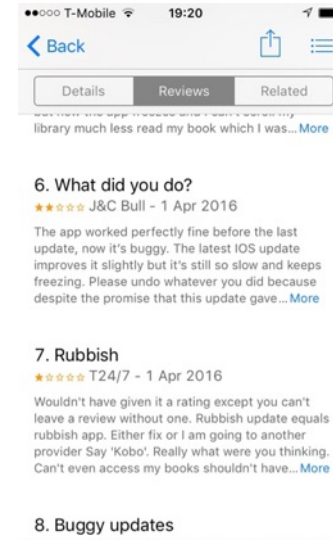 T-Mobile 19:20
Back
Details Reviews Related
library much less read my book which I was... More
6. What did you do?
J&C Bull - 1 Apr 2016
The app worked perfectly fine before the last
update, now it's buggy. The latest IOS update
improves it slightly but it's still so slow and keeps
freezing. Please undo whatever you did because
despite the promise that this update gave... More
7. Rubbish
T24/7 - 1 Apr 2016
Wouldn't have given it a rating except you can't
leave a review without one. Rubbish update equals
rubbish app. Either fix or I am going to another
provider Say 'Kobo'. Really what were you thinking.
Can't even access my books shouldn't have... More
8. Buggy updates